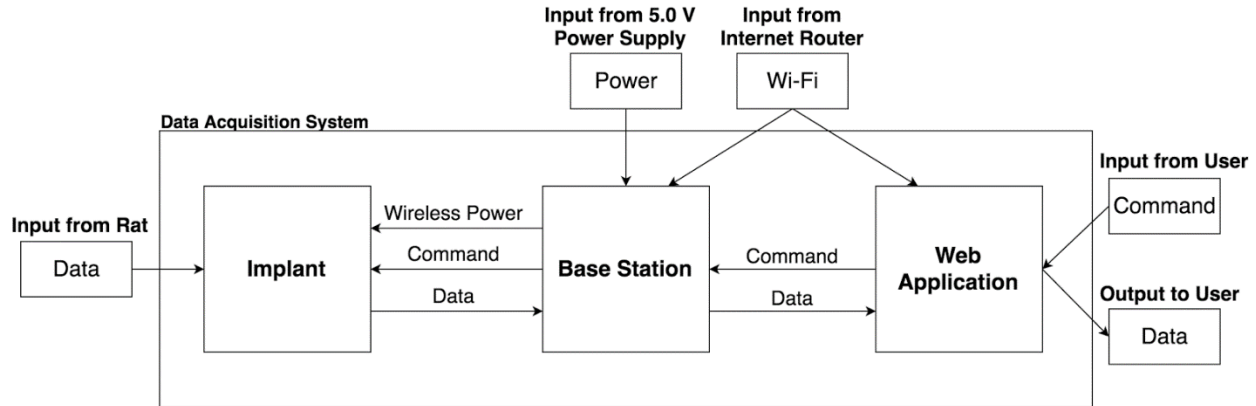 Input from 5.0 V
Power Supply
Input from
Internet Router
Power
Wi-Fi
Data Acquisition System
Input from User
Command
Input from Rat
Data
Implant
Wireless Power
Command
Data
Base Station
Command
Data
Web
Application
Output to User
Data